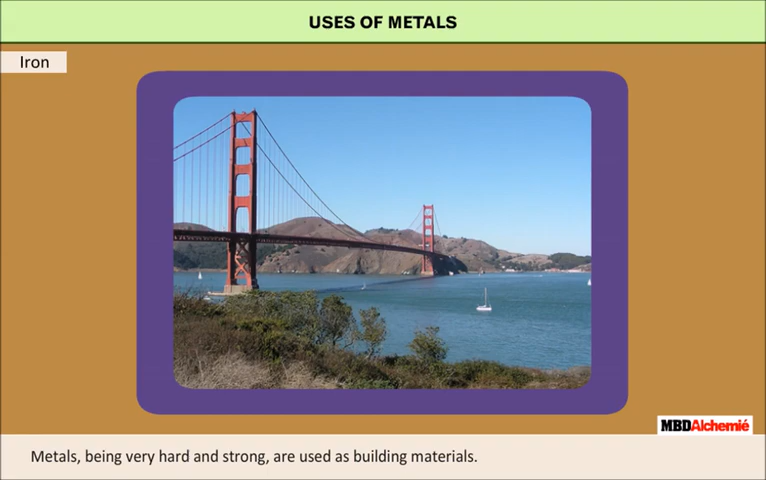 USES OF METALS
Iron
MBDAlchemié
Metals, being very hard and strong, are used as building materials.